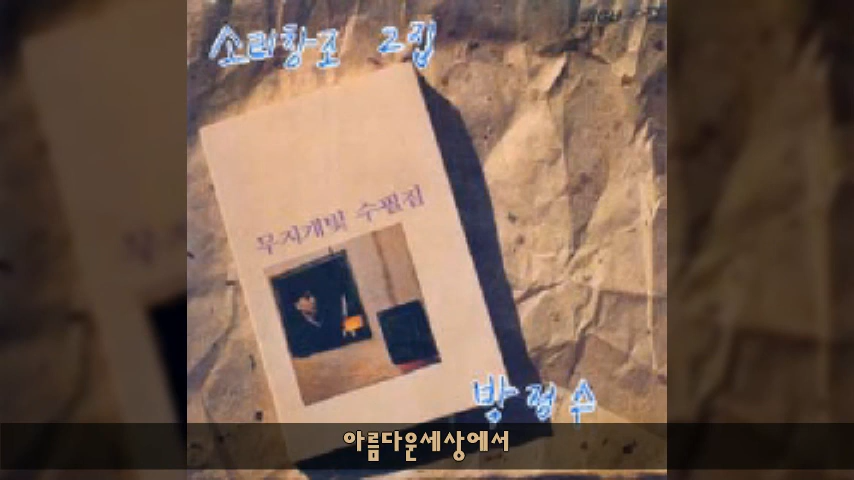 소리창조 2집
무지개빛 수필집
방정수
아름다운세상에서